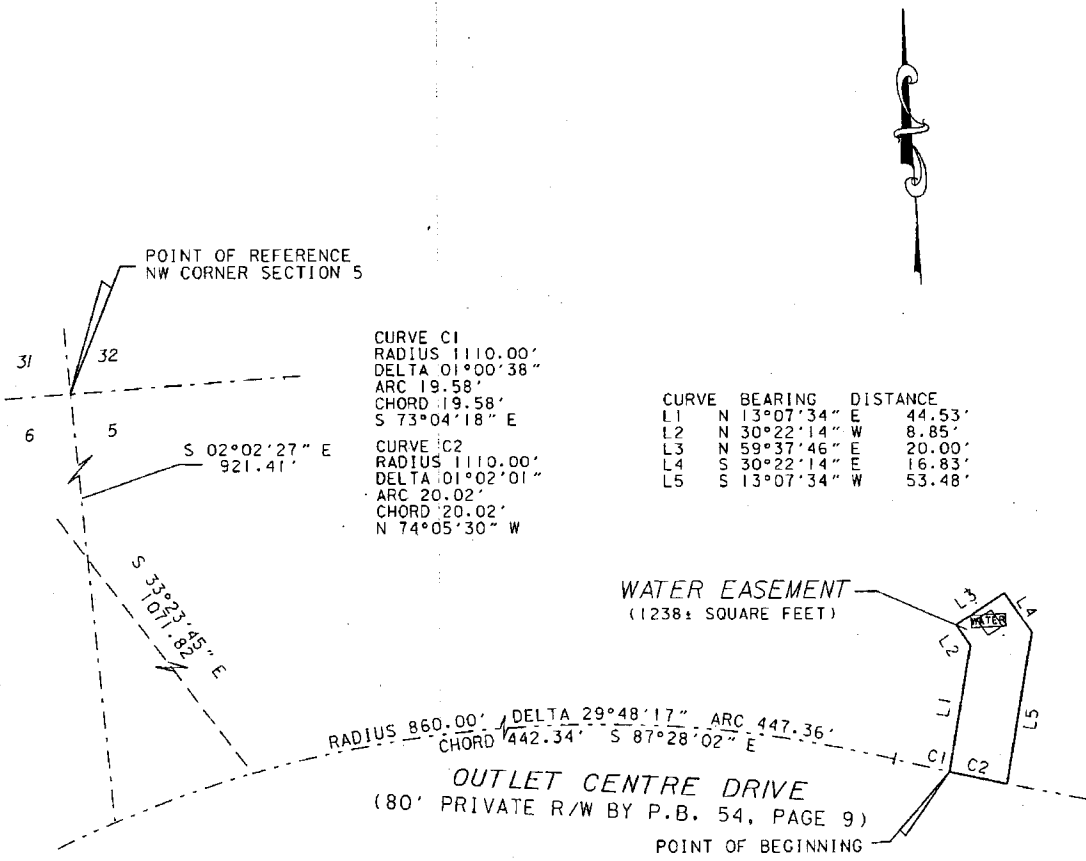 POINT OF REFERENCE
NW CORNER SECTION 5
31
32
6
5
S 02°02'27" E
921.41'
CURVE C1
RADIUS 1110.00'
DELTA 01°00'38"
ARC 19.58'
CHORD 19.58'
S 73°04'18" E
CURVE C2
RADIUS 1110.00'
DELTA 01°02'01"
ARC 20.02'
CHORD 20.02'
N 74°05'30" W
CURVE BEARING DISTANCE
L1 N 13°07'34" E 44.53'
L2 N 30°22'14" W 8.85'
L3 N 59°37'46" E 20.00'
L4 S 30°22'14" E 16.83'
L5 S 13°07'34" W 53.48'
S 33°23'45" E
1071.82'
WATER EASEMENT
(1238± SQUARE FEET)
L3
L4
WATER
L2
L1
L5
RADIUS 860.00' DELTA 29°48'17" ARC 447.36'
CHORD 442.34' S 87°28'02" E
C1
C2
OUTLET CENTRE DRIVE
(80' PRIVATE R/W BY P.B. 54, PAGE 9)
POINT OF BEGINNING